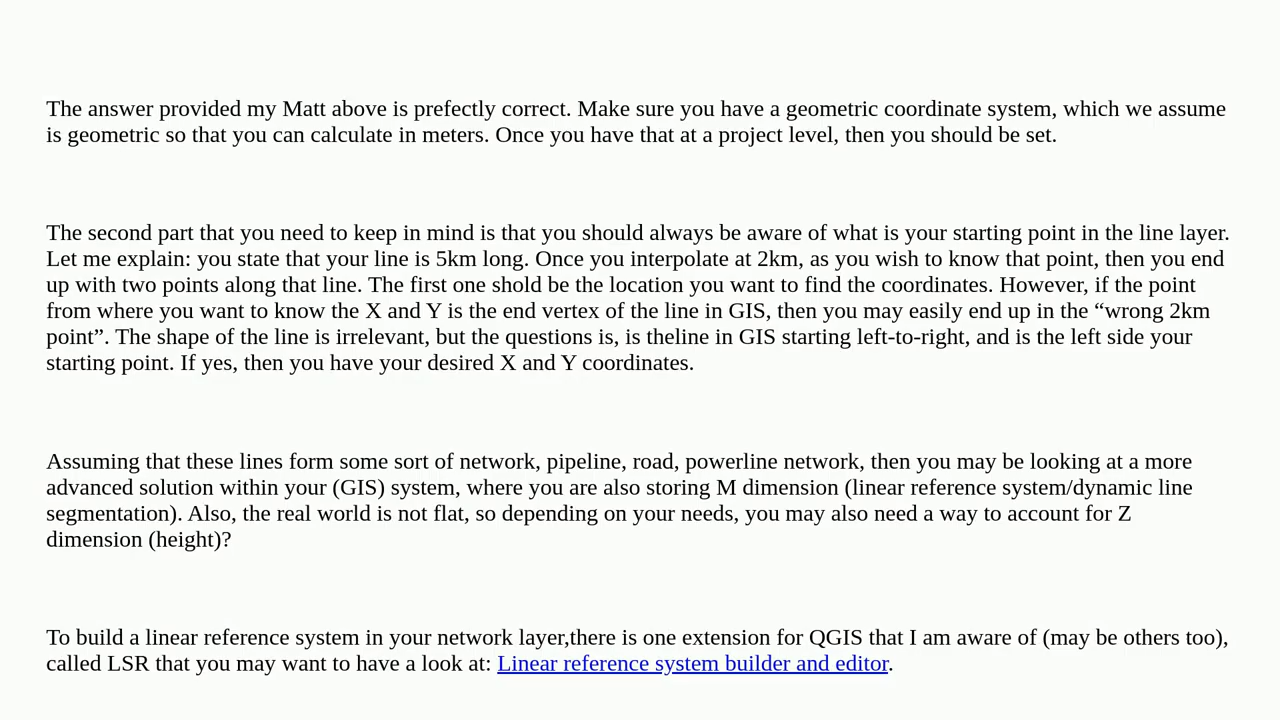 The answer provided my Matt above is prefectly correct. Make sure you have a geometric coordinate system, which we assume
is geometric so that you can calculate in meters. Once you have that at a project level, then you should be set.
The second part that you need to keep in mind is that you should always be aware of what is your starting point in the line layer.
Let me explain: you state that your line is 5km long. Once you interpolate at 2km, as you wish to know that point, then you end
up with two points along that line. The first one shold be the location you want to find the coordinates. However, if the point
from where you want to know the X and Y is the end vertex of the line in GIS, then you may easily end up in the “wrong 2km
point”. The shape of the line is irrelevant, but the questions is, is theline in GIS starting left-to-right, and is the left side your
starting point. If yes, then you have your desired X and Y coordinates.
Assuming that these lines form some sort of network, pipeline, road, powerline network, then you may be looking at a more
advanced solution within your (GIS) system, where you are also storing M dimension (linear reference system/dynamic line
segmentation). Also, the real world is not flat, so depending on your needs, you may also need a way to account for Z
dimension (height)?
To build a linear reference system in your network layer,there is one extension for QGIS that I am aware of (may be others too),
called LSR that you may want to have a look at: Linear reference system builder and editor.